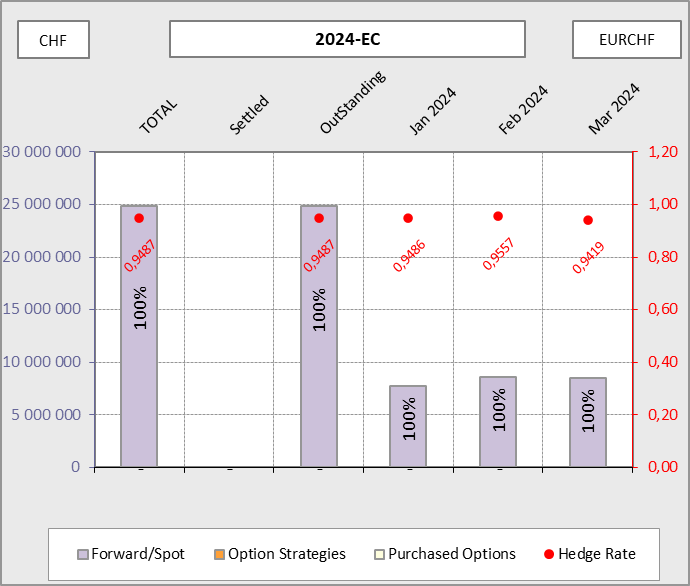 CHF
2024-EC
EURCHF
TOTAL
Settled
OutStanding
Jan 2024
Feb 2024
Mar 2024
30 000 000
25 000 000
20 000 000
15 000 000
10 000 000
5 000 000
0
1,20
1,00
0,80
0,60
0,40
0,20
0,00
0,9487
0,9487
0,9486
0,9557
0,9419
100%
100%
100%
100%
100%
Forward/Spot
Option Strategies
Purchased Options
Hedge Rate